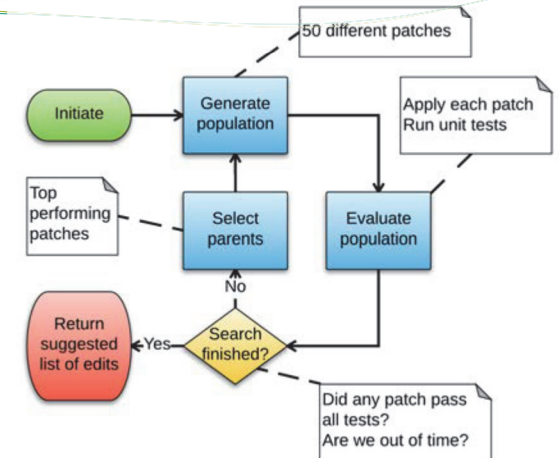 50 different patches
Initiate
Generate
population
Apply each patch
Run unit tests
Top
performing
patches
Select
parents
Evaluate
population
No
Return
suggested
list of edits
Yes
Search
finished?
Did any patch pass
all tests?
Are we out of time?